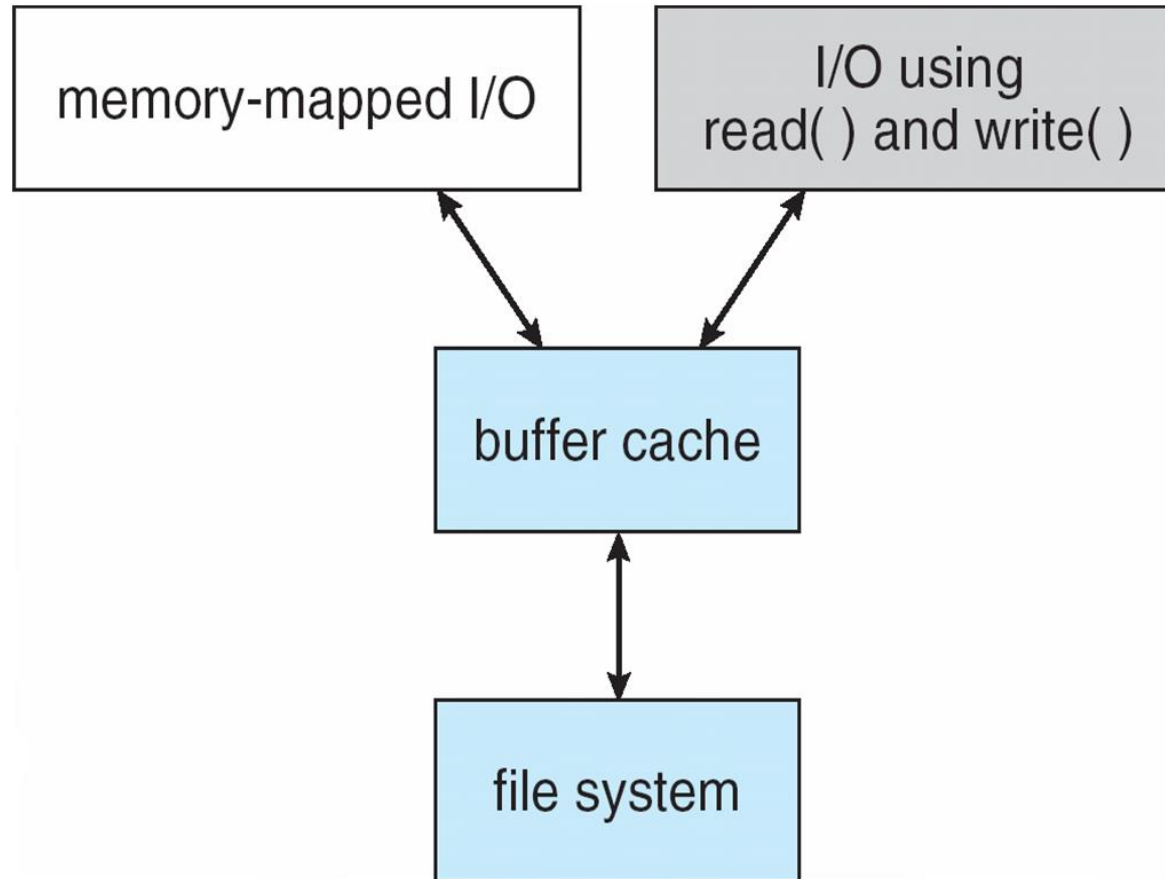 memory-mapped I/O
I/O using
read( ) and write( )
buffer cache
file system